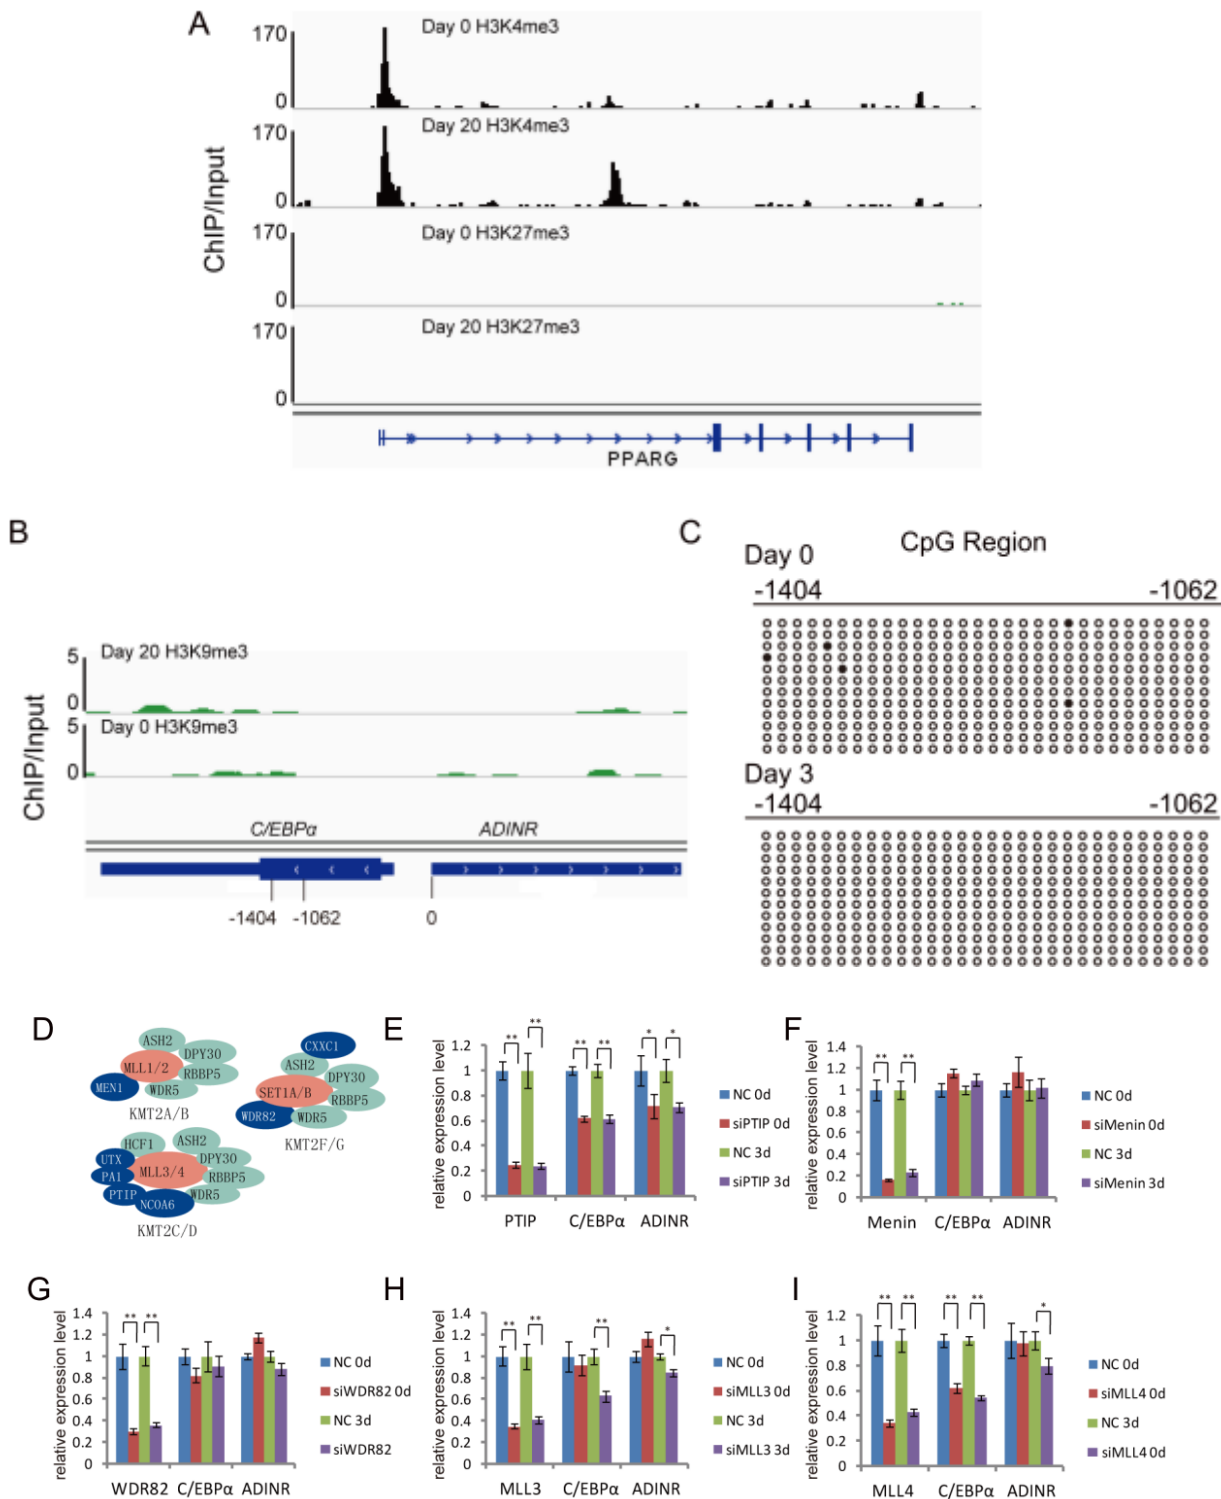 A
170
Day 0 H3K4me3
0
170
Day 20 H3K4me3
0
170
Day 0 H3K27me3
0
170
Day 20 H3K27me3
0
ChIP/Input
PPARG
B
5
Day 20 H3K9me3
0
5
Day 0 H3K9me3
0
ChIP/Input
C/EBPα ADINR
-1404 -1062 0
C
CpG Region
Day 0
-1404 -1062
Day 3
-1404 -1062
D
ASH2
DPY30
MLL1/2
RBBP5
MEN1
WDR5
KMT2A/B
CXXC1
ASH2
DPY30
SET1A/B
RBBP5
WDR82
WDR5
KMT2F/G
HCF1
ASH2
UTX
DPY30
PA1
MLL3/4
RBBP5
PTIP
NCOA6
WDR5
KMT2C/D
E
relative expression level
1.2
1
0.8
0.6
0.4
0.2
0
** ** ** ** * *
PTIP C/EBPα ADINR
NC 0d
siPTIP 0d
NC 3d
siPTIP 3d
F
relative expression level
1.4
1.2
1
0.8
0.6
0.4
0.2
0
** **
Menin C/EBPα ADINR
NC 0d
siMenin 0d
NC 3d
siMenin 3d
G
relative expression level
1.4
1.2
1
0.8
0.6
0.4
0.2
0
** **
WDR82 C/EBPα ADINR
NC 0d
siWDR82 0d
NC 3d
siWDR82
H
relative expression level
1.4
1.2
1
0.8
0.6
0.4
0.2
0
** ** ** *
MLL3 C/EBPα ADINR
NC 0d
siMLL3 0d
NC 3d
siMLL3 3d
I
relative expression level
1.2
1
0.8
0.6
0.4
0.2
0
** ** ** ** *
MLL4 C/EBPα ADINR
NC 0d
siMLL4 0d
NC 3d
siMLL4 0d